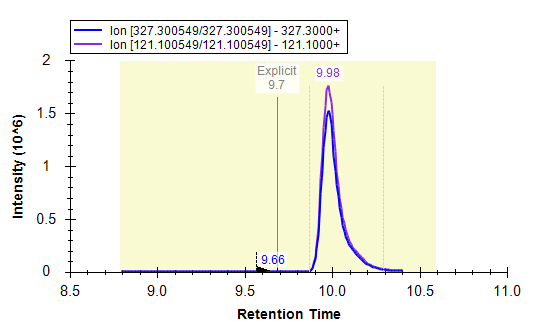 Ion [327.300549/327.300549] - 327.3000+
Ion [121.100549/121.100549] - 121.1000+
2
1.5
1
0.5
0
Intensity (10^6)
Explicit
9.7
9.98
9.66
8.5 9.0 9.5 10.0 10.5 11.0
Retention Time